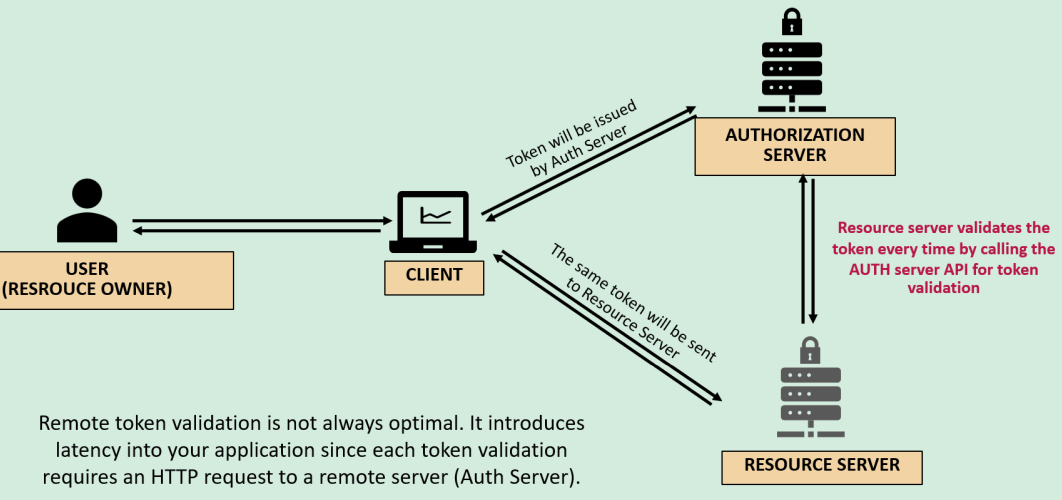 AUTHORIZATION
SERVER
Token will be issued
by Auth Server
Resource server validates the
token every time by calling the
AUTH server API for token
validation
USER
(RESROUCE OWNER)
CLIENT
The same token will be sent
to Resource Server
Remote token validation is not always optimal. It introduces
latency into your application since each token validation
requires an HTTP request to a remote server (Auth Server).
RESOURCE SERVER